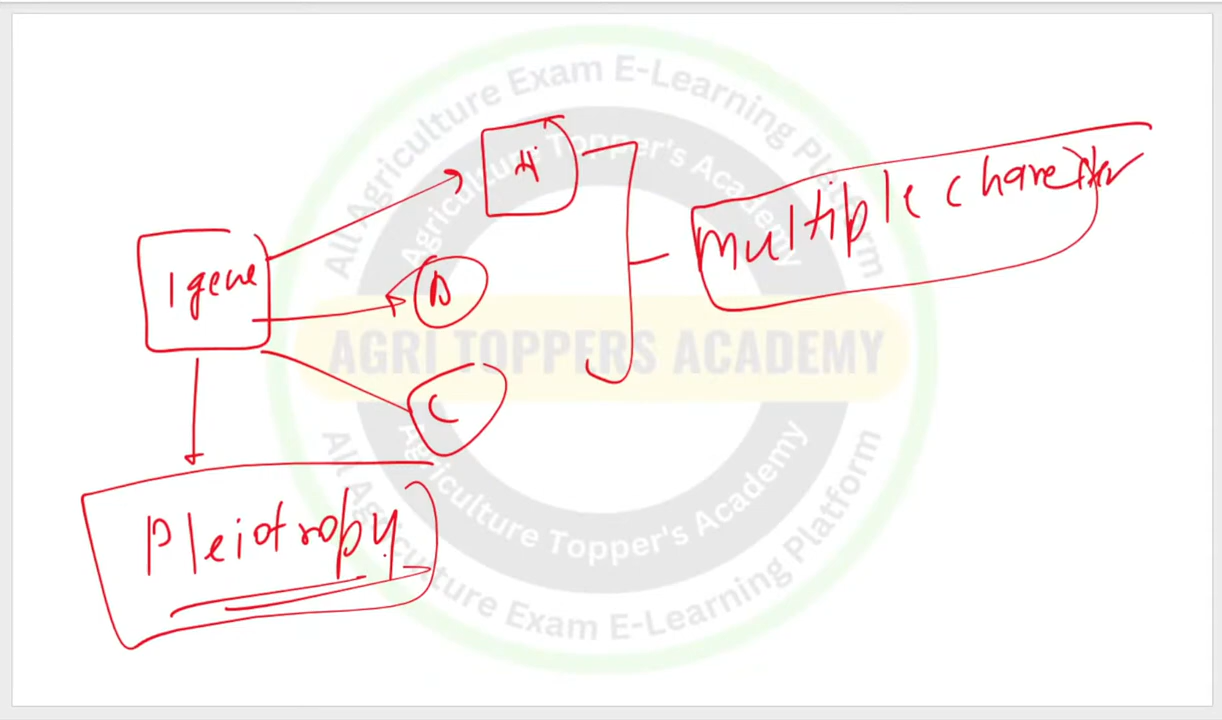 A
multiple charecter
1 gene
B
C
Pleiotropy
All Agriculture Exam E-Learning Platform
Agriculture Topper's Academy
AGRI TOPPERS ACADEMY
Agriculture Topper's Academy
All Agriculture Exam E-Learning Platform